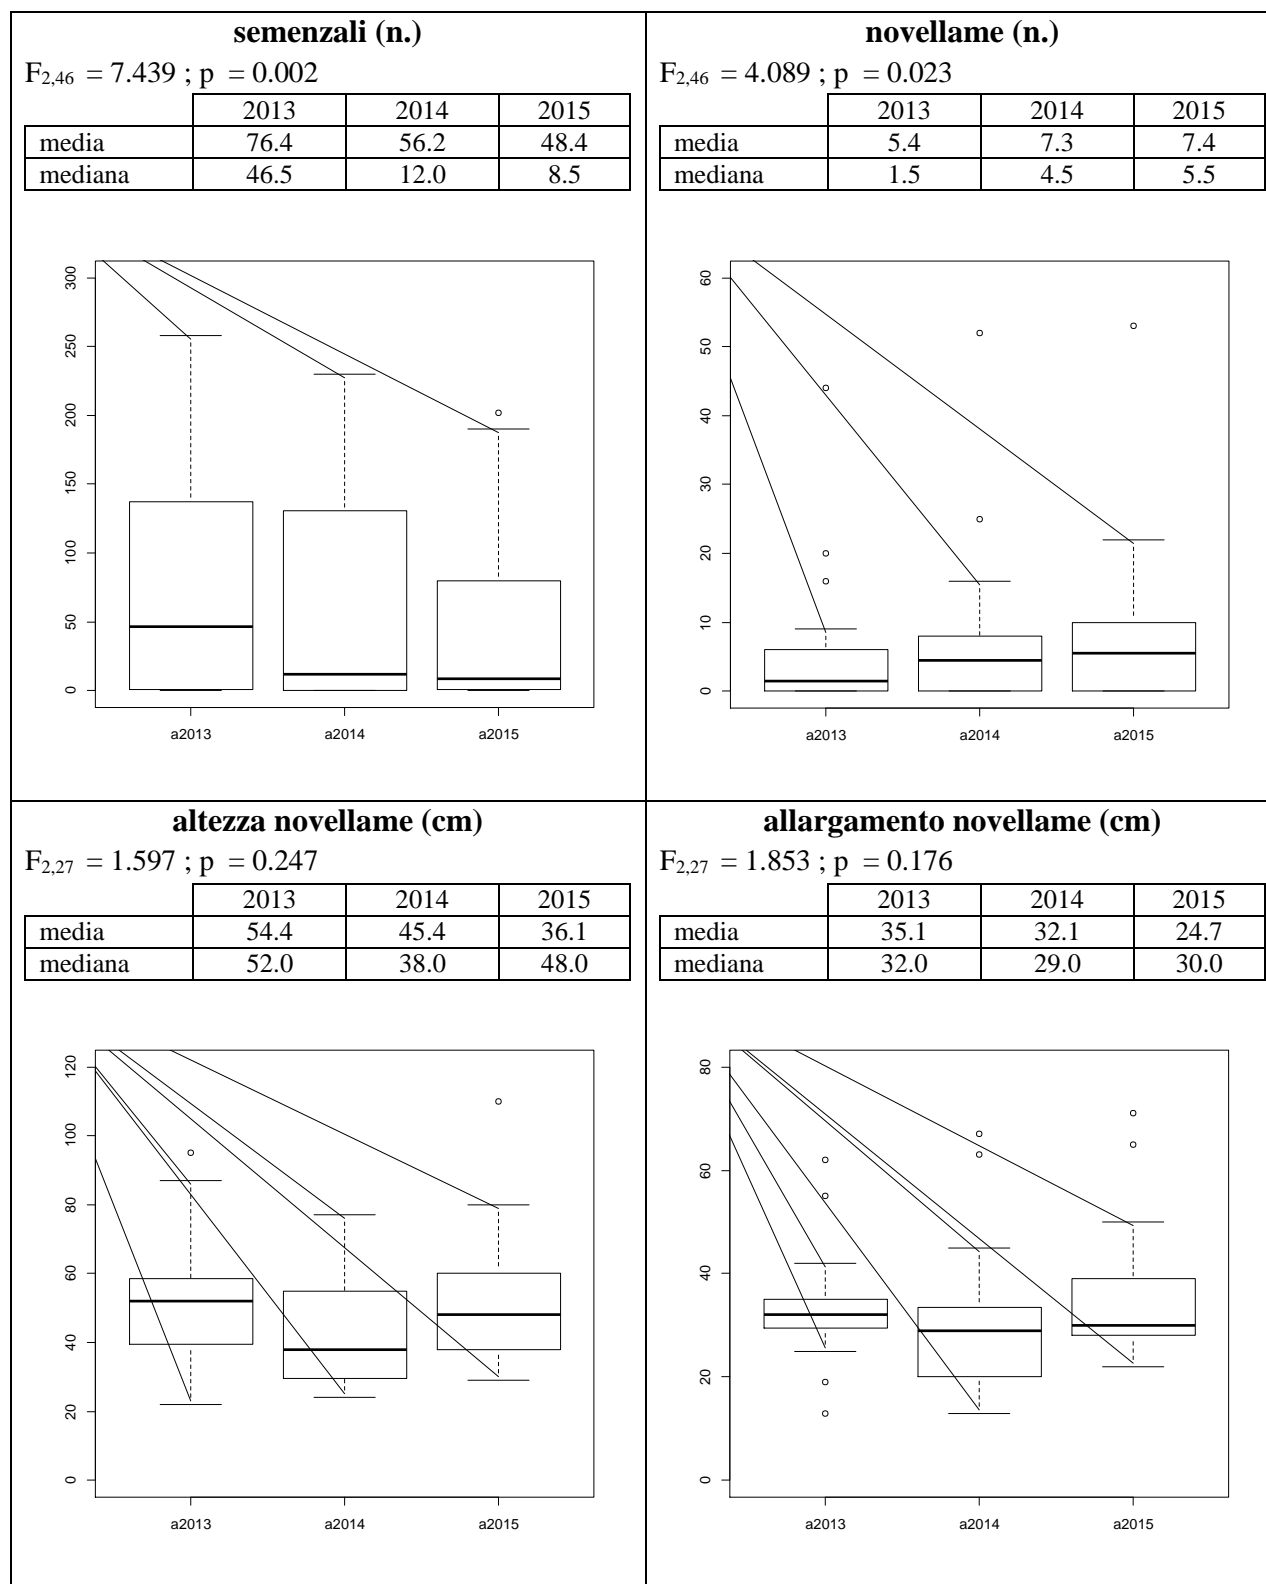 semenzali (n.)
F2,46 = 7.439 ; p = 0.002
2013 2014 2015
media 76.4 56.2 48.4
mediana 46.5 12.0 8.5
300
250
200
150
100
50
0
a2013 a2014 a2015
novellame (n.)
F2,46 = 4.089 ; p = 0.023
2013 2014 2015
media 5.4 7.3 7.4
mediana 1.5 4.5 5.5
60
50
40
30
20
10
0
a2013 a2014 a2015
altezza novellame (cm)
F2,27 = 1.597 ; p = 0.247
2013 2014 2015
media 54.4 45.4 36.1
mediana 52.0 38.0 48.0
120
100
80
60
40
20
0
a2013 a2014 a2015
allargamento novellame (cm)
F2,27 = 1.853 ; p = 0.176
2013 2014 2015
media 35.1 32.1 24.7
mediana 32.0 29.0 30.0
80
60
40
20
0
a2013 a2014 a2015